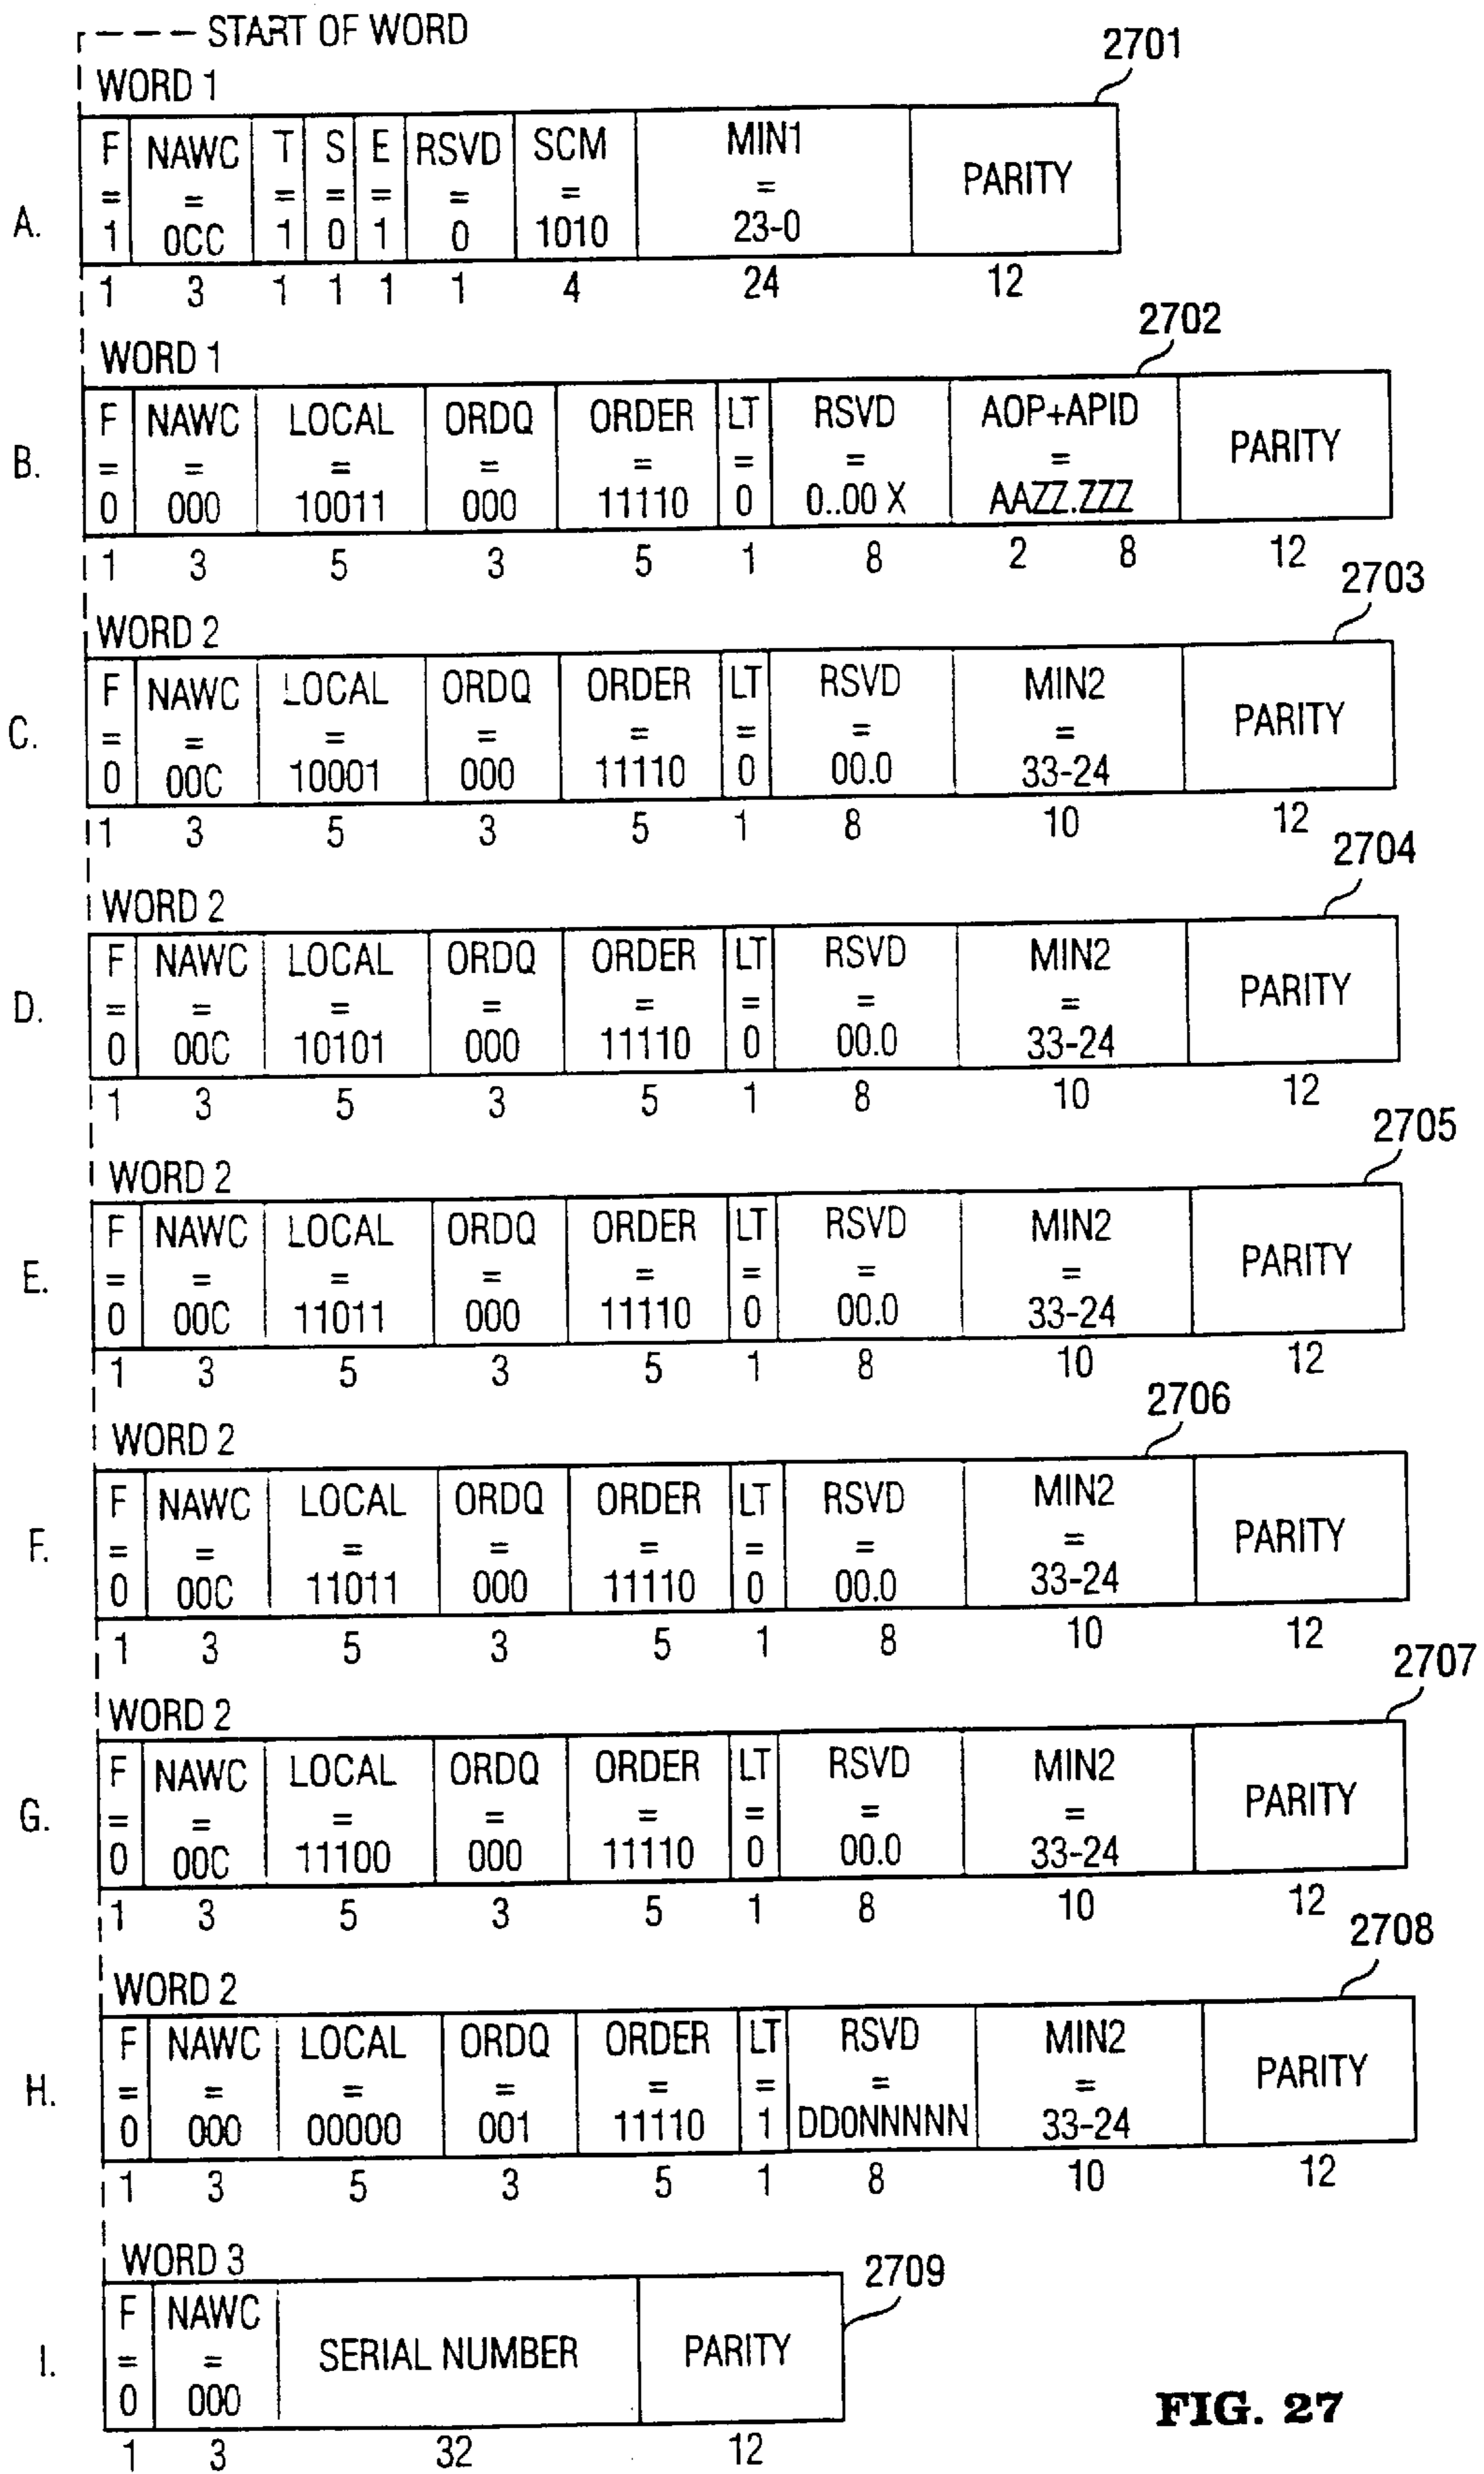 START OF WORD
2701
WORD 1
F NAWC T S E RSVD SCM MIN1 PARITY
= = = = = = = =
A. 1 0CC 1 0 1 0 1010 23-0
1 3 1 1 1 1 4 24 12
2702
WORD 1
F NAWC LOCAL ORDQ ORDER LT RSVD AOP+APID PARITY
= = = = = = = =
B. 0 000 10011 000 11110 0 0..00 X AAZZ.ZZZ
1 3 5 3 5 1 8 2 8 12
2703
WORD 2
F NAWC LOCAL ORDQ ORDER LT RSVD MIN2 PARITY
= = = = = = = =
C. 0 00C 10001 000 11110 0 00.0 33-24
1 3 5 3 5 1 8 10 12
2704
WORD 2
F NAWC LOCAL ORDQ ORDER LT RSVD MIN2 PARITY
= = = = = = = =
D. 0 00C 10101 000 11110 0 00.0 33-24
1 3 5 3 5 1 8 10 12
2705
WORD 2
F NAWC LOCAL ORDQ ORDER LT RSVD MIN2 PARITY
= = = = = = = =
E. 0 00C 11011 000 11110 0 00.0 33-24
1 3 5 3 5 1 8 10 12
2706
WORD 2
F NAWC LOCAL ORDQ ORDER LT RSVD MIN2 PARITY
= = = = = = = =
F. 0 00C 11011 000 11110 0 00.0 33-24
1 3 5 3 5 1 8 10 12
2707
WORD 2
F NAWC LOCAL ORDQ ORDER LT RSVD MIN2 PARITY
= = = = = = = =
G. 0 00C 11100 000 11110 0 00.0 33-24
1 3 5 3 5 1 8 10 12
2708
WORD 2
F NAWC LOCAL ORDQ ORDER LT RSVD MIN2 PARITY
= = = = = = = =
H. 0 000 00000 001 11110 1 DD0NNNNN 33-24
1 3 5 3 5 1 8 10 12
WORD 3
2709
F NAWC SERIAL NUMBER PARITY
= =
I. 0 000
1 3 32 12
FIG. 27